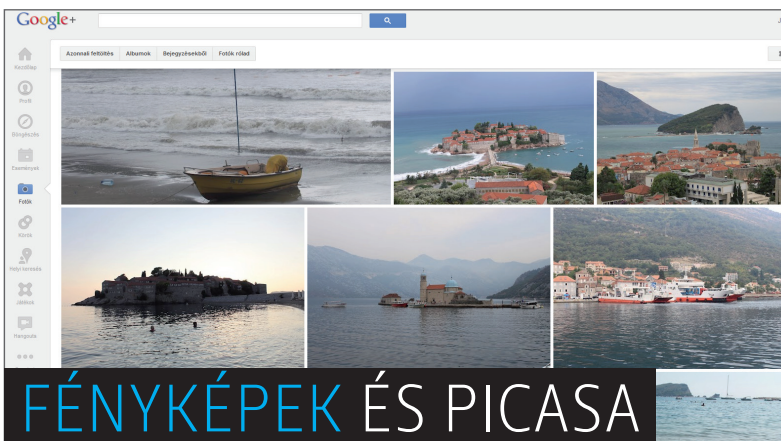 Google+
Azonnali feltöltés Albumok Bejegyzésekből Fotók rólad
Kezdőlap
Profil
Böngészés
Események
Fotók
Körök
Helyi keresés
Játékok
Hangouts
FÉNYKÉPEK ÉS PICASA